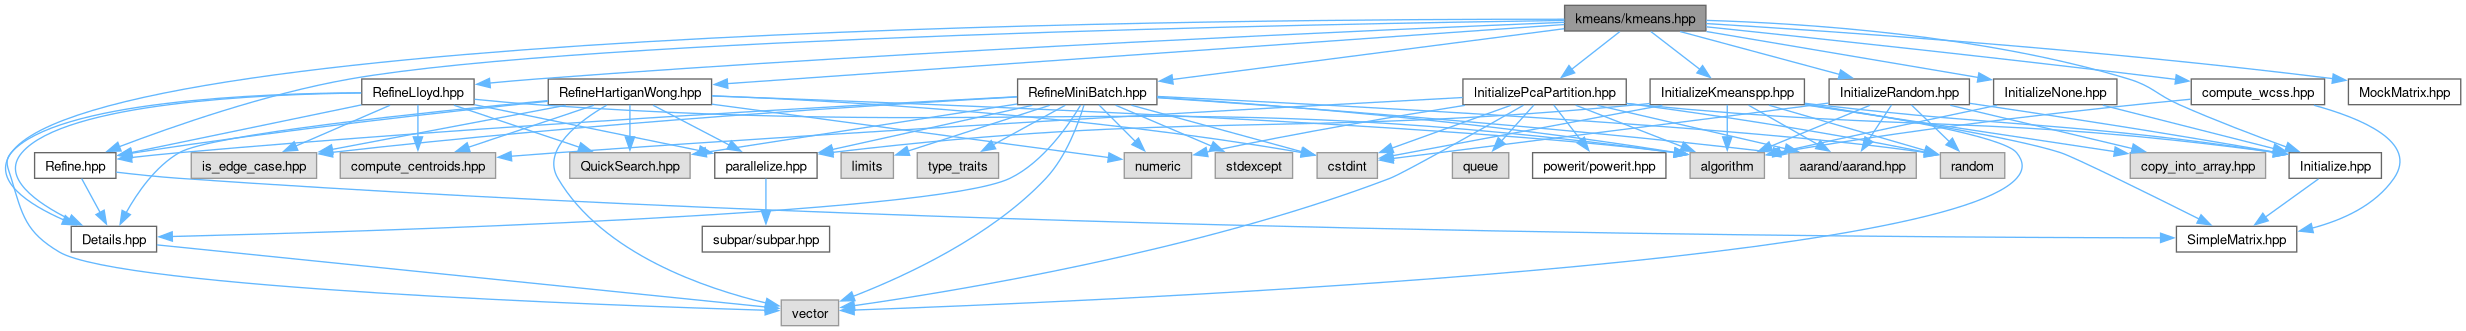 kmeans/kmeans.hpp
RefineLloyd.hpp
RefineHartiganWong.hpp
RefineMiniBatch.hpp
InitializePcaPartition.hpp
InitializeKmeanspp.hpp
InitializeRandom.hpp
InitializeNone.hpp
compute_wcss.hpp
MockMatrix.hpp
Refine.hpp
is_edge_case.hpp
compute_centroids.hpp
QuickSearch.hpp
parallelize.hpp
limits
type_traits
numeric
stdexcept
cstdint
queue
powerit/powerit.hpp
algorithm
aarand/aarand.hpp
random
copy_into_array.hpp
Initialize.hpp
Details.hpp
subpar/subpar.hpp
SimpleMatrix.hpp
vector